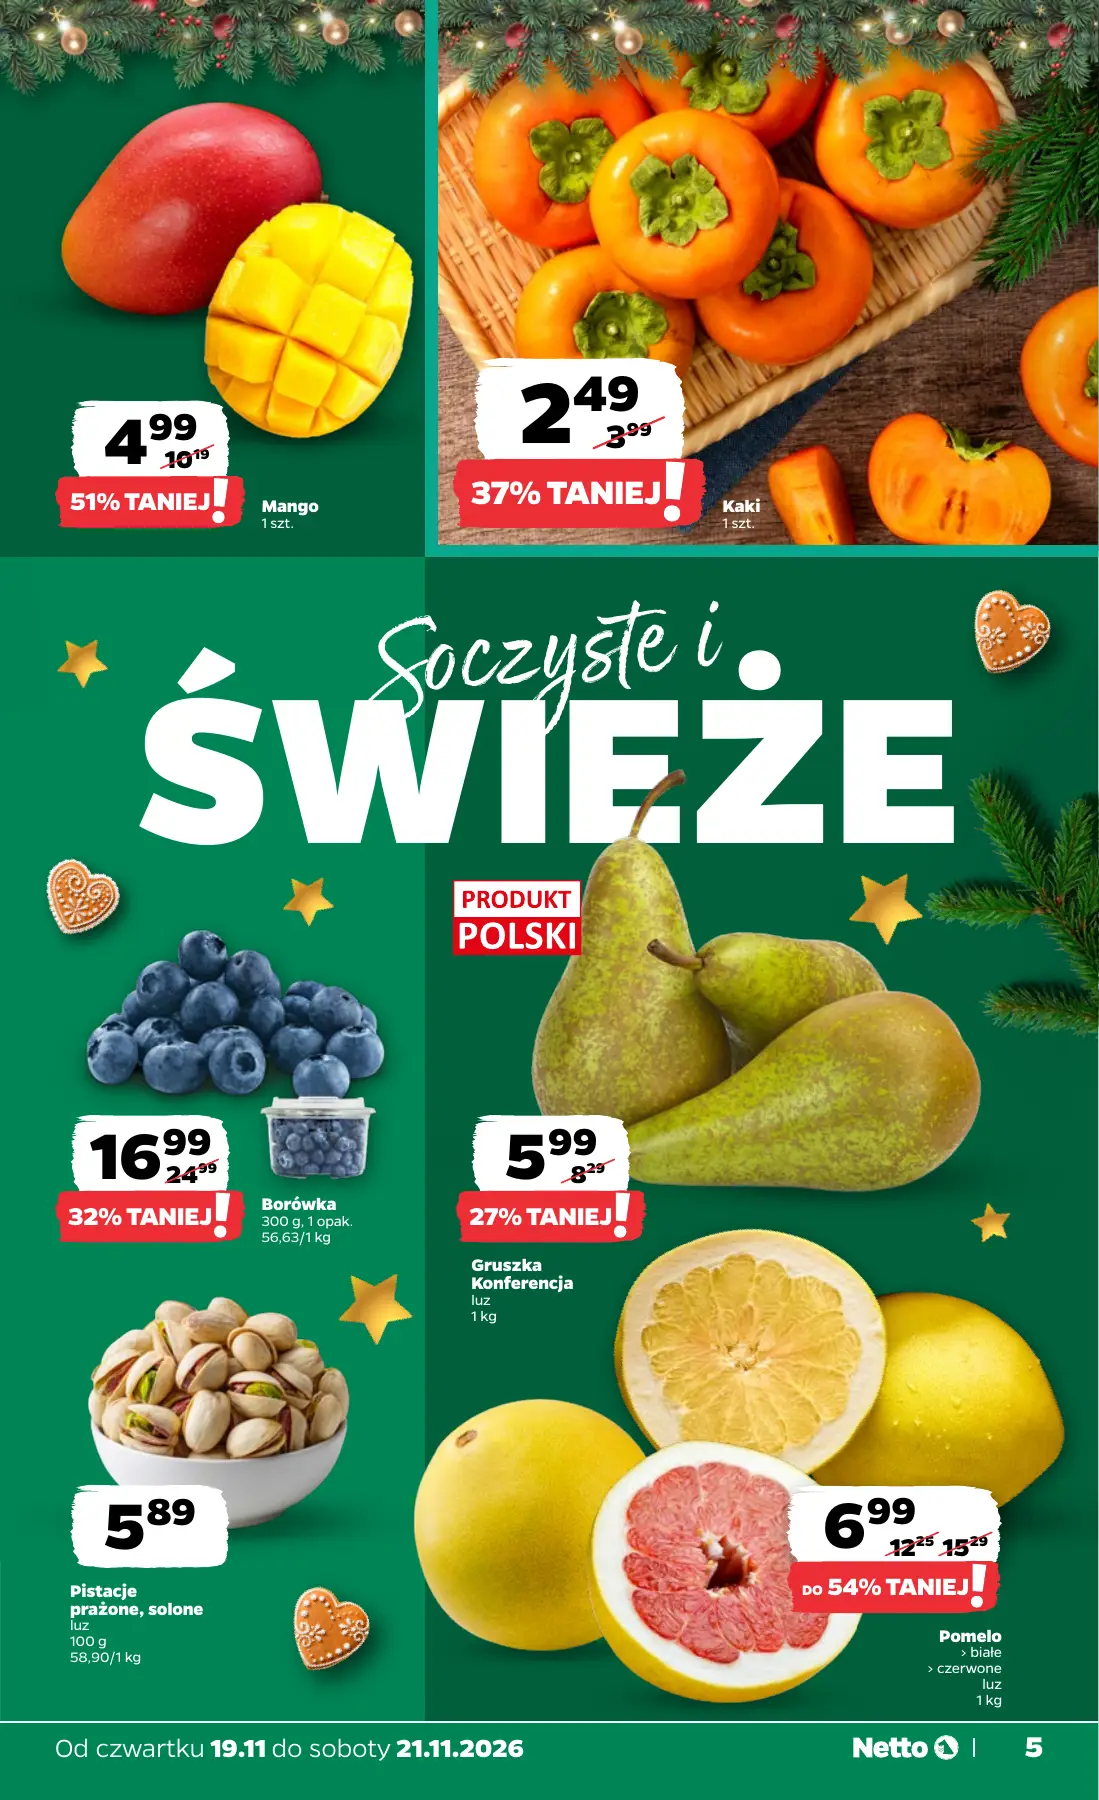 4 99
10 19
51% TANIEJ!
Mango
1 szt.
2 49
3 99
37% TANIEJ!
Kaki
1 szt.
Soczyste i
ŚWIEŻE
PRODUKT
POLSKI
16 99
24 99
32% TANIEJ!
Borówka
300 g, 1 opak.
56,63/1 kg
5 99
8 29
27% TANIEJ!
Gruszka
Konferencja
luz
1 kg
5 89
Pistacje
prażone, solone
luz
100 g
58,90/1 kg
6 99
12 25 15 29
DO 54% TANIEJ!
Pomelo
› białe
› czerwone
luz
1 kg
Od czwartku 19.11 do soboty 21.11.2026
Netto | 5